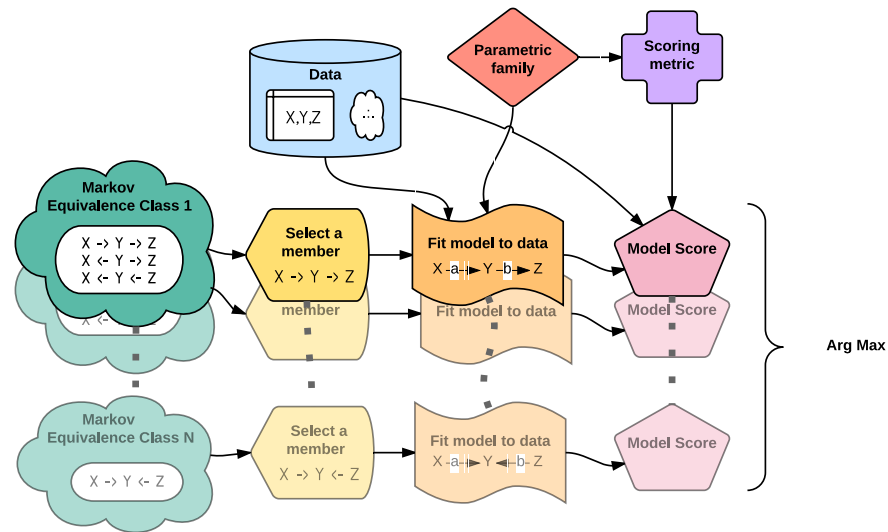 Data
X,Y,Z
Parametric
family
Scoring
metric
Markov
Equivalence Class 1
X -> Y -> Z
X <- Y -> Z
X <- Y <- Z
Select a
member
X -> Y -> Z
Fit model to data
X a Y b Z
Model Score
member
Fit model to data
Model Score
Arg Max
Markov
Equivalence Class N
X -> Y <- Z
Select a
member
X -> Y <- Z
Fit model to data
X a Y b Z
Model Score